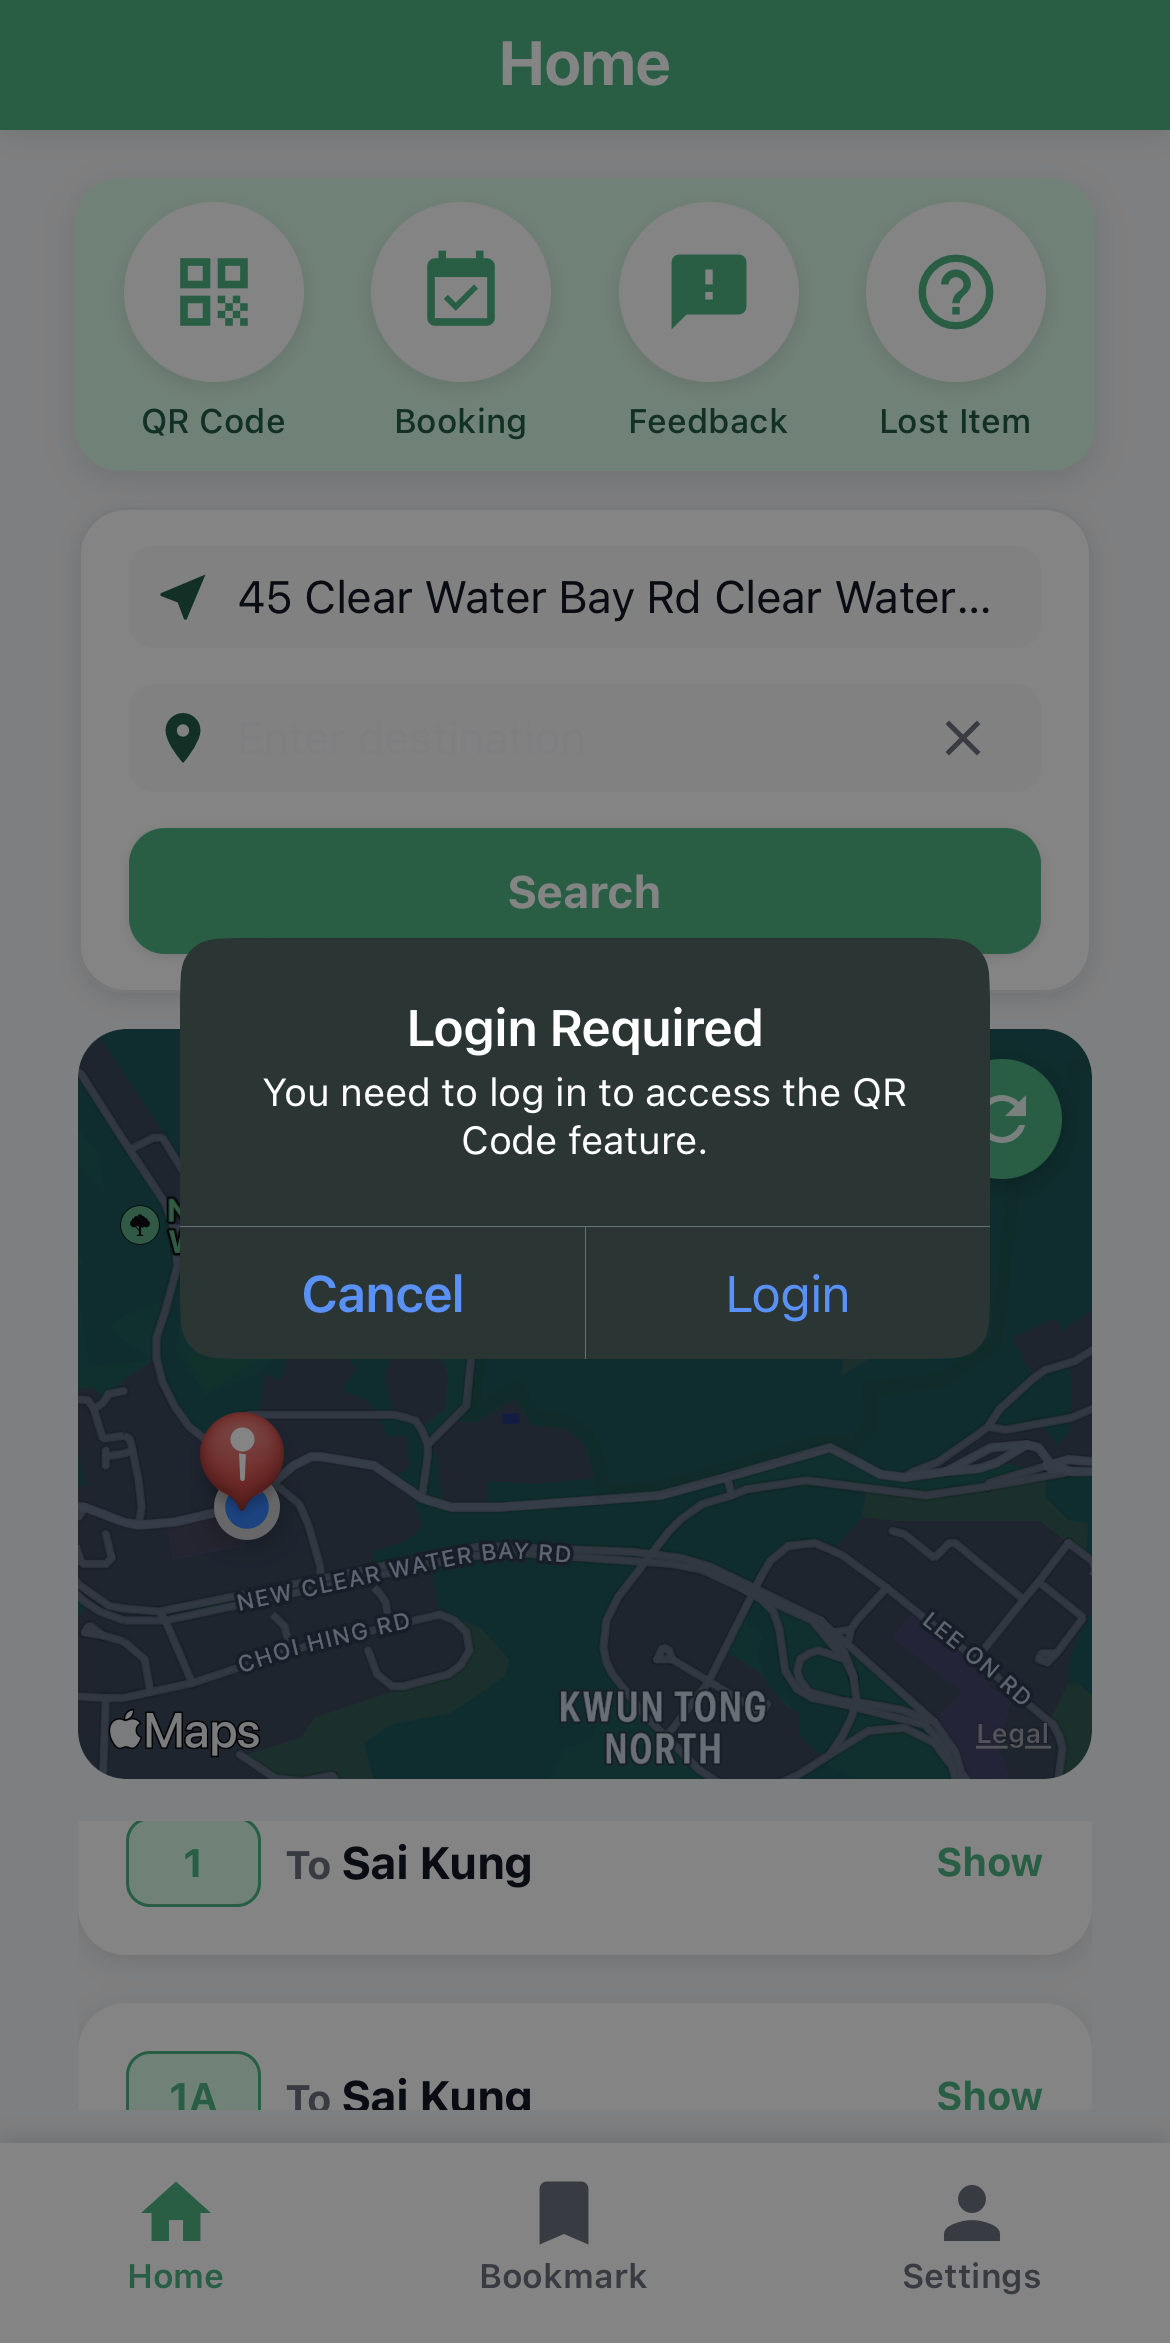 Home
QR Code
Booking
Feedback
Lost Item
45 Clear Water Bay Rd Clear Water...
Enter destination
Search
Login Required
You need to log in to access the QR
Code feature.
Cancel
Login
NEW CLEAR WATER BAY RD
CHOI HING RD
LEE ON RD
KWUN TONG
NORTH
Maps
Legal
1
To Sai Kung
Show
1A
To Sai Kung
Show
Home
Bookmark
Settings